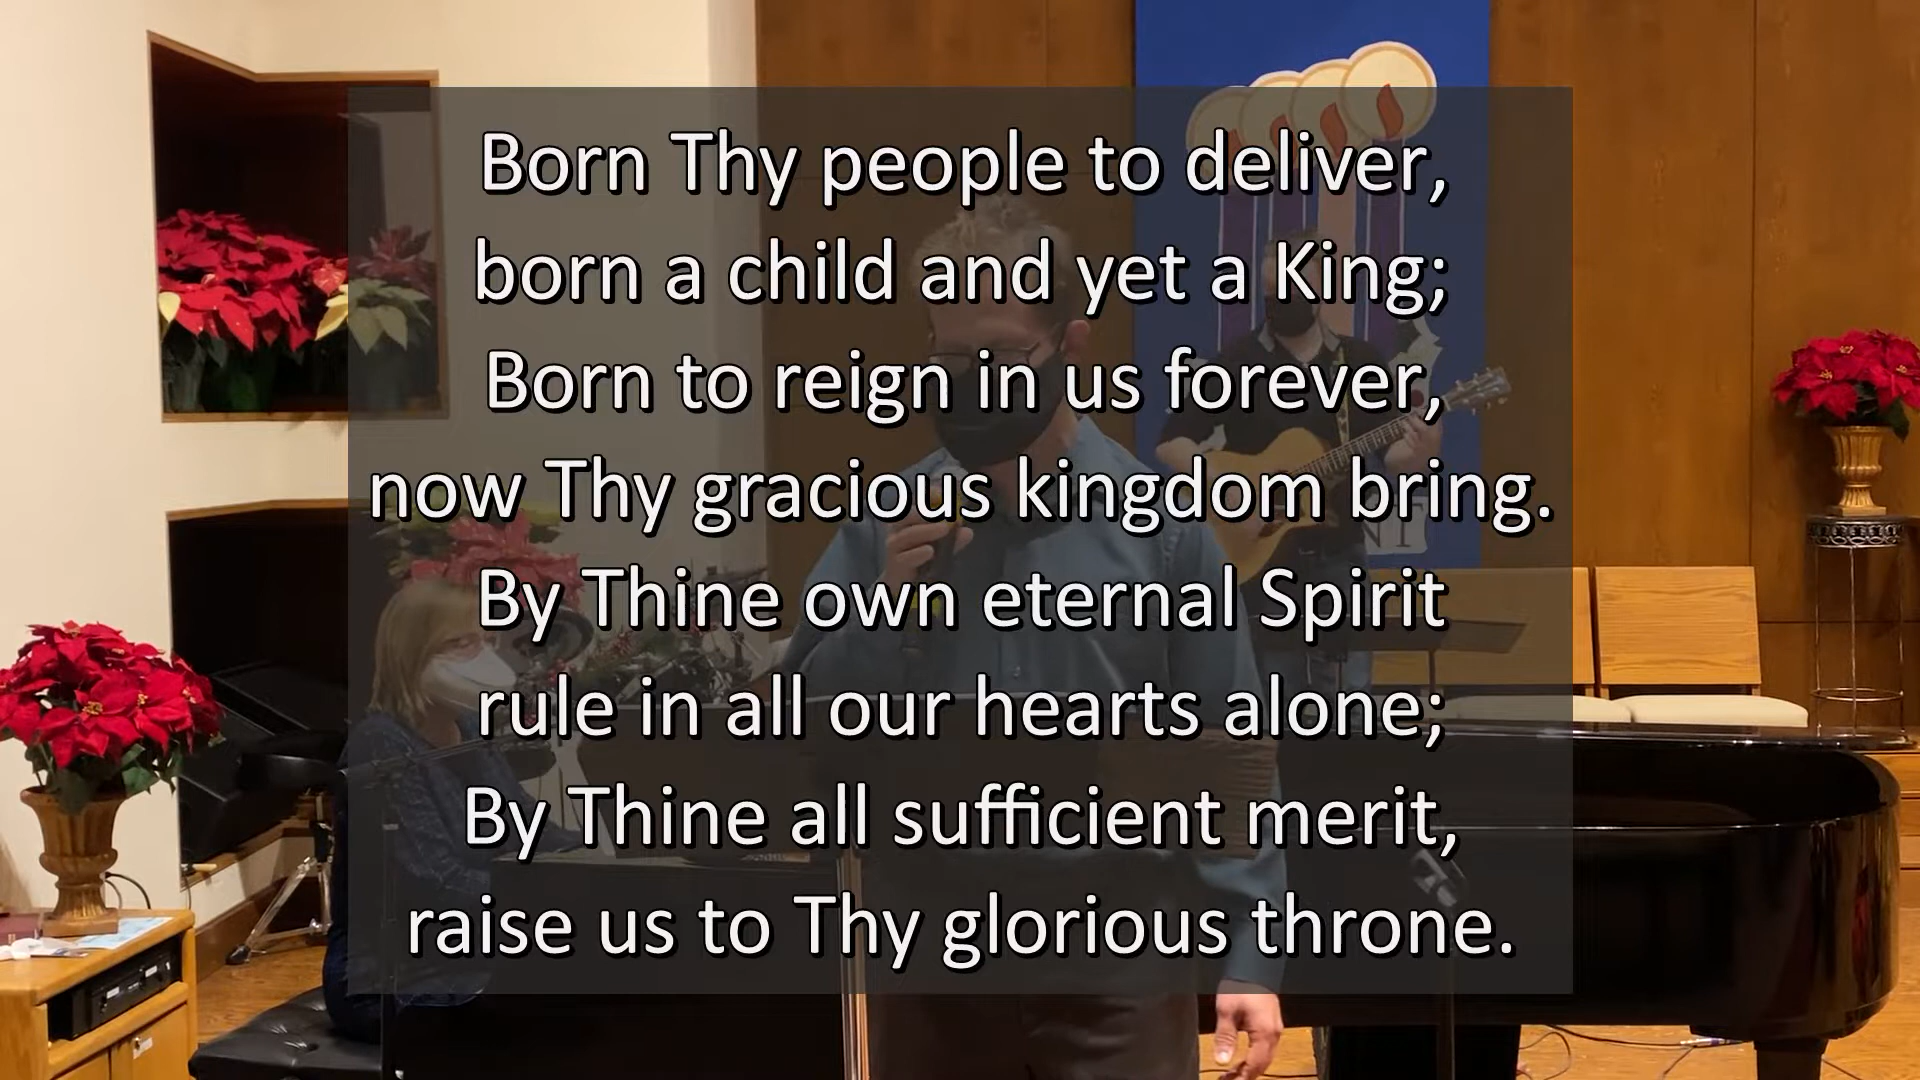 Born Thy people to deliver,
born a child and yet a King;
Born to reign in us forever,
now Thy gracious kingdom bring.
By Thine own eternal Spirit
rule in all our hearts alone;
By Thine all sufficient merit,
raise us to Thy glorious throne.